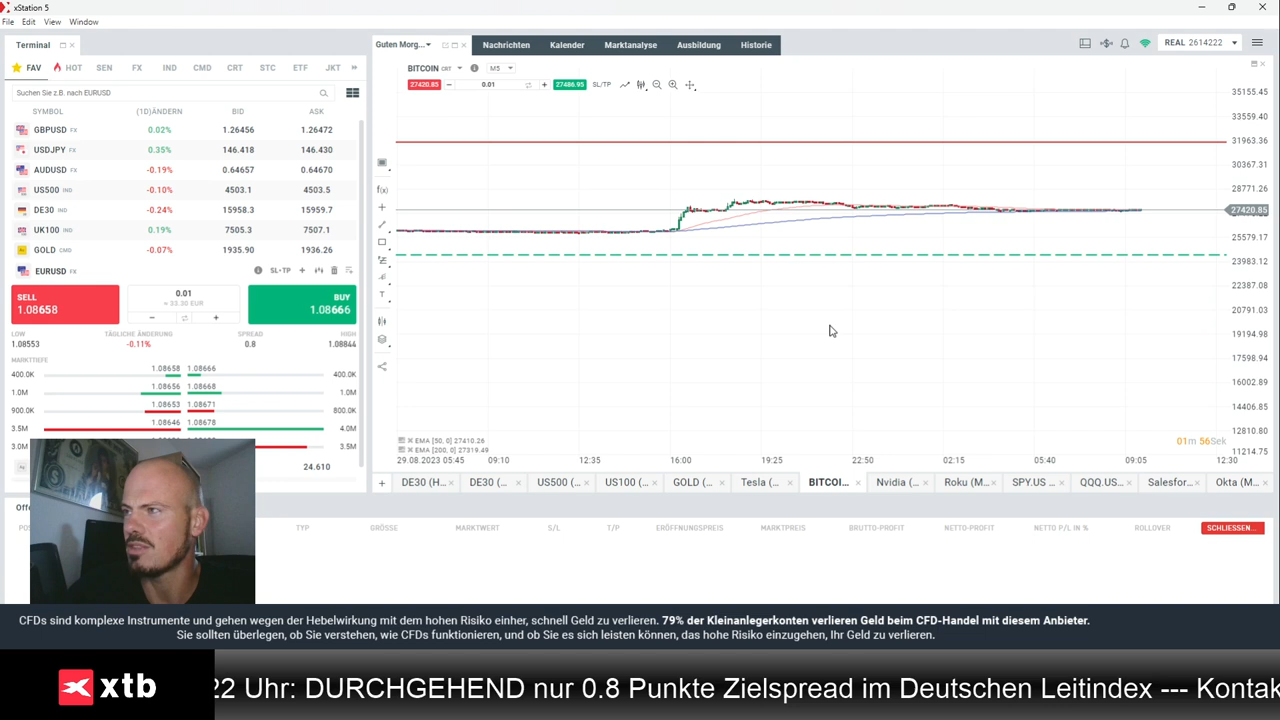 xStation 5
File Edit View Window
Terminal
FAV HOT SEN FX IND CMD CRT STC ETF JKT
Suchen Sie z.B. nach EURUSD
SYMBOL (1D)ÄNDERN BID ASK
GBPUSD FX 0.02% 1.26456 1.26472
USDJPY FX 0.35% 146.418 146.430
AUDUSD FX -0.19% 0.64657 0.64670
US500 IND -0.10% 4503.1 4503.5
DE30 IND -0.24% 15958.3 15959.7
UK100 IND 0.19% 7505.3 7507.1
GOLD CMD -0.07% 1935.90 1936.26
EURUSD FX SL+TP
SELL 1.08658
0.01
≈ 33.30 EUR
BUY 1.08666
LOW TÄGLICHE ÄNDERUNG SPREAD HIGH
1.08553 -0.11% 0.8 1.08844
MARKTTIEFE
400.0K 1.08658 1.08666 400.0K
1.0M 1.08656 1.08668 1.0M
900.0K 1.08653 1.08671 800.0K
3.5M 1.08646 1.08678 4.0M
3.0M 3.5M
24.610
Guten Morg... Nachrichten Kalender Marktanalyse Ausbildung Historie
REAL 2614222
BITCOIN CRT M5
27420.85 0.01 27486.95 SL/TP
35155.45
33559.40
31963.36
30367.31
28771.26
27420.85
25579.17
23983.12
22387.08
20791.03
19194.98
17598.94
16002.89
14406.85
12810.80
11214.75
01m 56Sek
EMA [50, 0] 27410.26
EMA [200, 0] 27319.49
29.08.2023 05:45 09:10 12:35 16:00 19:25 22:50 02:15 05:40 09:05 12:30
DE30 (H... DE30 (... US500 (... US100 (... GOLD (... Tesla (... BITCOI... Nvidia (... Roku (M... SPY.US ... QQQ.US... Salesfor... Okta (M...
TYP GRÖSSE MARKTWERT S/L T/P ERÖFFNUNGSPREIS MARKTPREIS BRUTTO-PROFIT NETTO-PROFIT NETTO P/L IN % ROLLOVER SCHLIESSEN...
CFDs sind komplexe Instrumente und gehen wegen der Hebelwirkung mit dem hohen Risiko einher, schnell Geld zu verlieren. 79% der Kleinanlegerkonten verlieren Geld beim CFD-Handel mit diesem Anbieter.
Sie sollten überlegen, ob Sie verstehen, wie CFDs funktionieren, und ob Sie es sich leisten können, das hohe Risiko einzugehen, Ihr Geld zu verlieren.
xtb
22 Uhr: DURCHGEHEND nur 0.8 Punkte Zielspread im Deutschen Leitindex --- Kontak